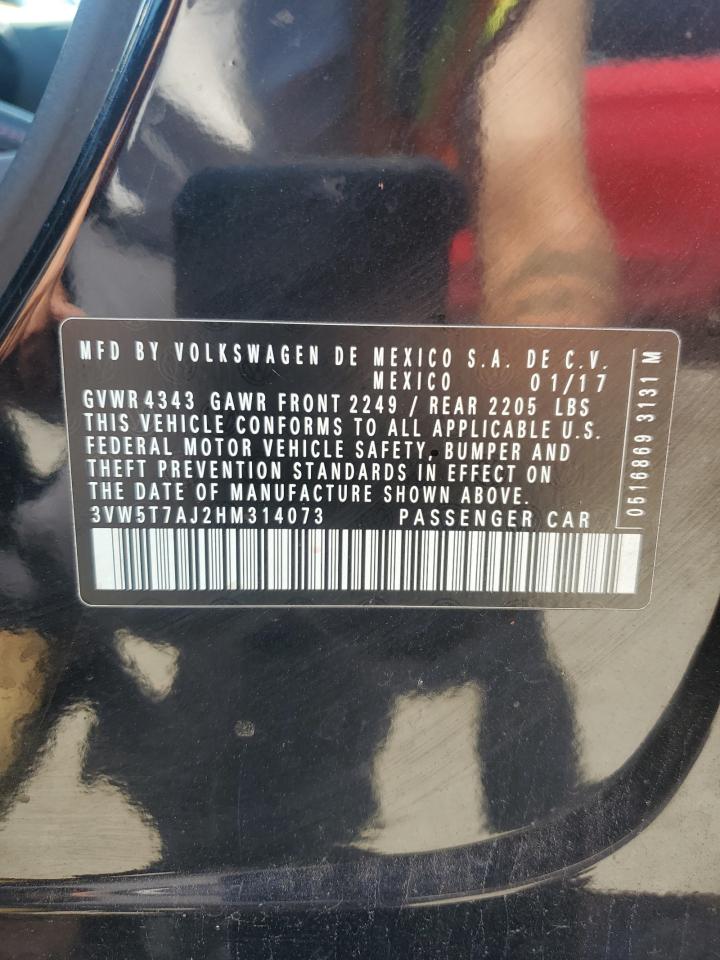 MFD BY VOLKSWAGEN DE MEXICO S.A. DE C.V.
MEXICO 01/17
GVWR 4343 GAWR FRONT 2249 / REAR 2205 LBS
THIS VEHICLE CONFORMS TO ALL APPLICABLE U.S.
FEDERAL MOTOR VEHICLE SAFETY, BUMPER AND
THEFT PREVENTION STANDARDS IN EFFECT ON
THE DATE OF MANUFACTURE SHOWN ABOVE.
3VW5T7AJ2HM314073 PASSENGER CAR
0516869 3131 M